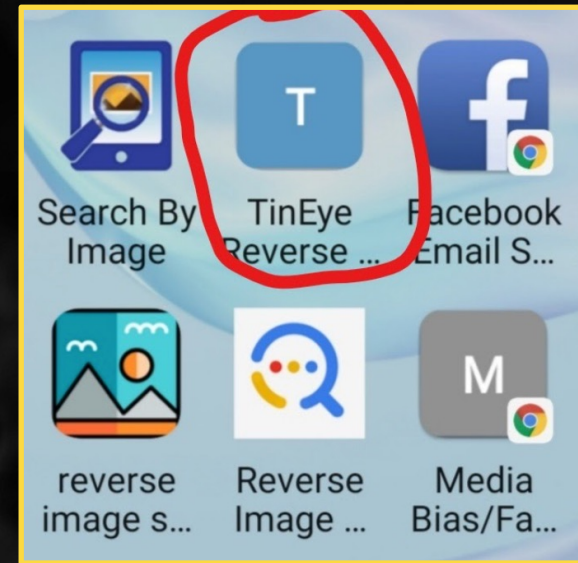 T
f
Search By
Image
TinEye
Reverse ...
Facebook
Email S...
M
reverse
image s...
Reverse
Image ...
Media
Bias/Fa...